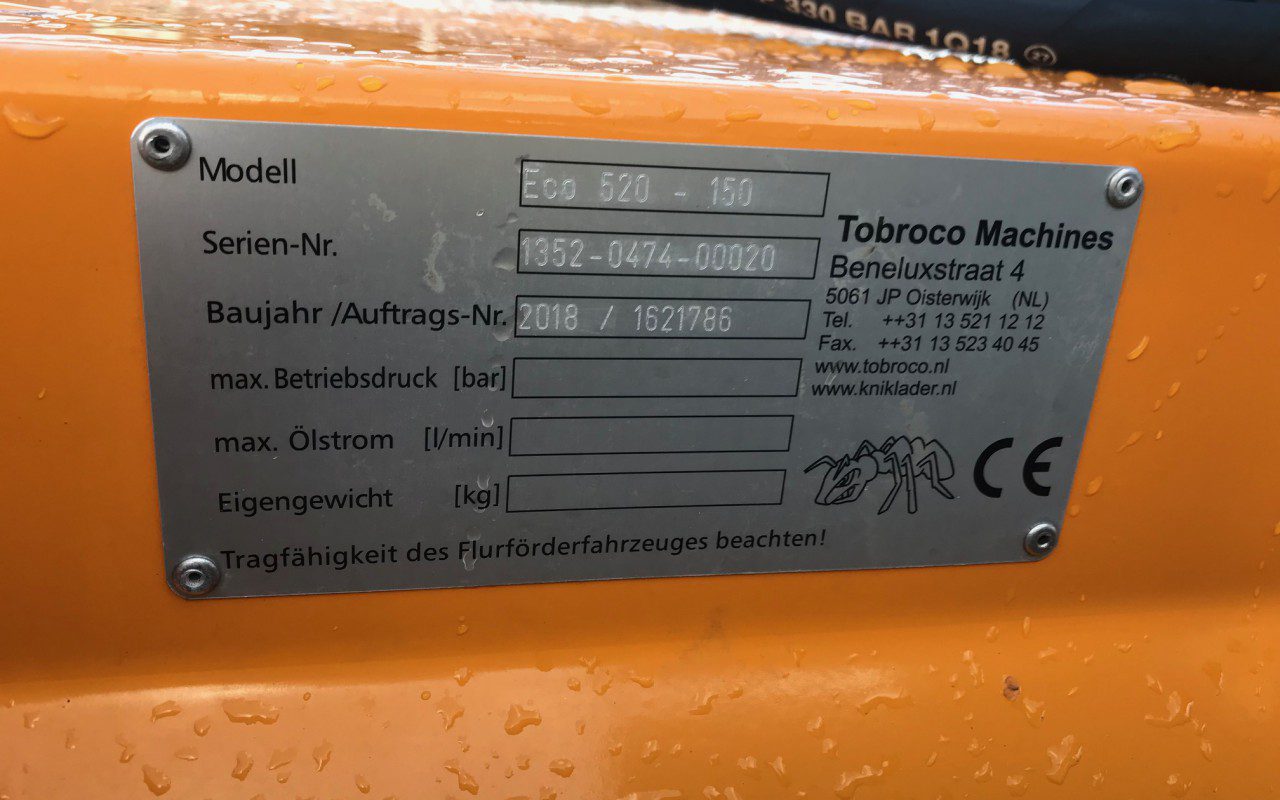 330 BAR 1Q18
Modell Eco 520 - 150
Serien-Nr. 1352-0474-00020
Baujahr /Auftrags-Nr. 2018 / 1621786
max. Betriebsdruck [bar]
max. Ölstrom [l/min]
Eigengewicht [kg]
Tragfähigkeit des Flurförderfahrzeuges beachten!
Tobroco Machines
Beneluxstraat 4
5061 JP Oisterwijk (NL)
Tel. ++31 13 521 12 12
Fax. ++31 13 523 40 45
www.tobroco.nl
www.kniklader.nl
CE